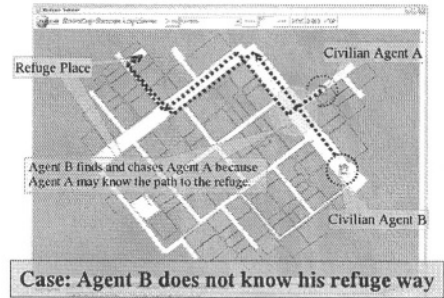 Civilian Agent A
Refuge Place
Agent B finds and chases Agent A because
Agent A may know the path to the refuge.
Civilian Agent B
Case: Agent B does not know his refuge way